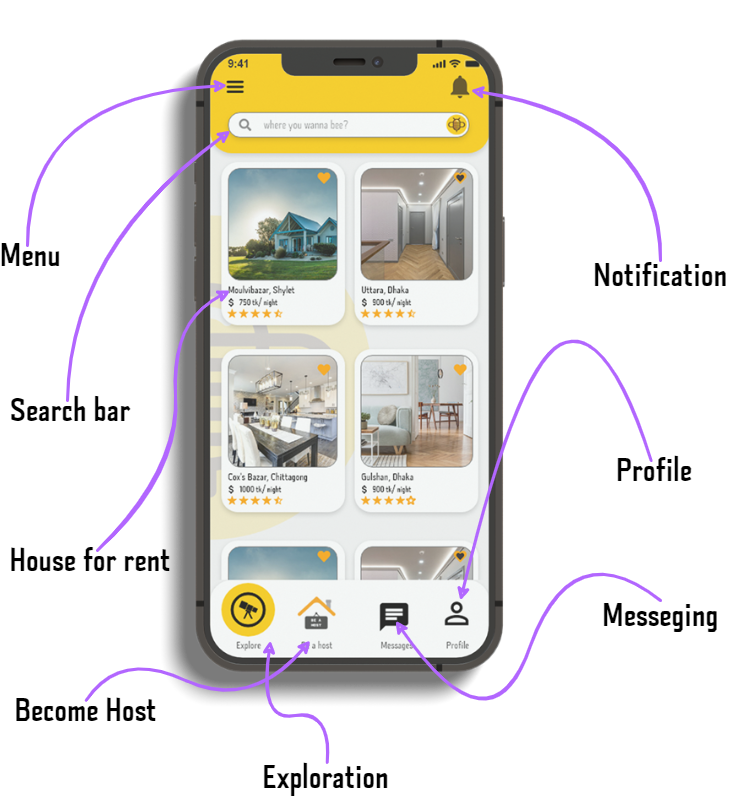 9:41
where you wanna bee?
Menu
Notification
Moulvibazar, Shylet
$ 750 tk/ night
Uttara, Dhaka
$ 900 tk/ night
Search bar
Profile
Cox's Bazar, Chittagong
$ 1000 tk/ night
Gulshan, Dhaka
$ 900 tk/ night
House for rent
Messeging
BE A
HOST
Explore
a host
Messages
Profile
Become Host
Exploration